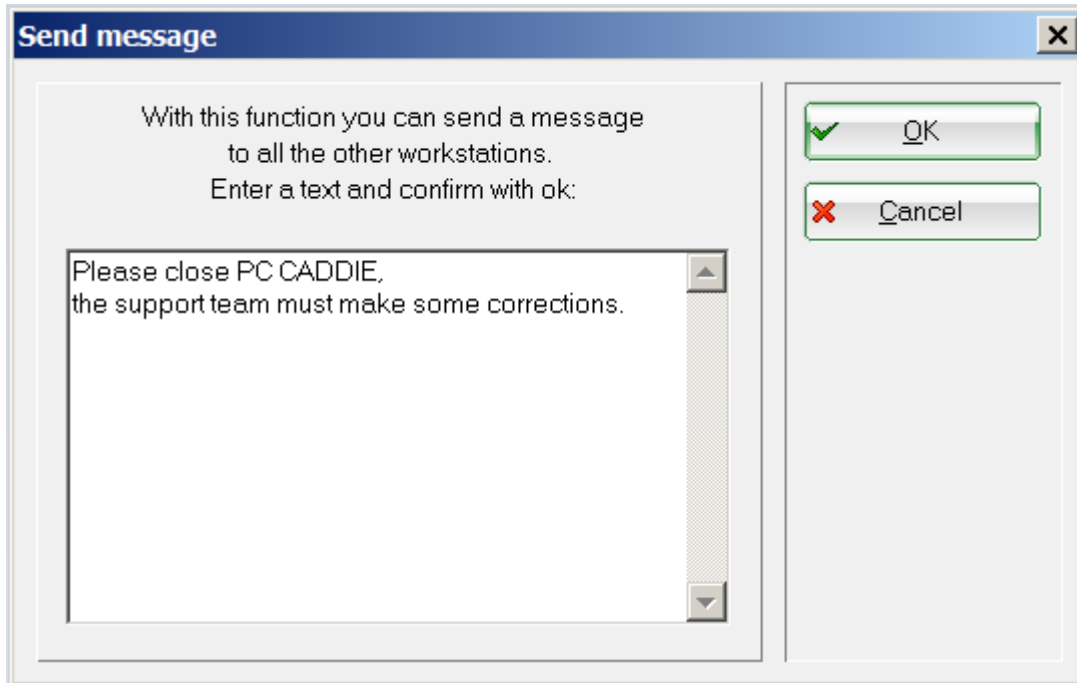 Send message
With this function you can send a message
to all the other workstations.
Enter a text and confirm with ok:
Please close PC CADDIE,
the support team must make some corrections.
OK
Cancel